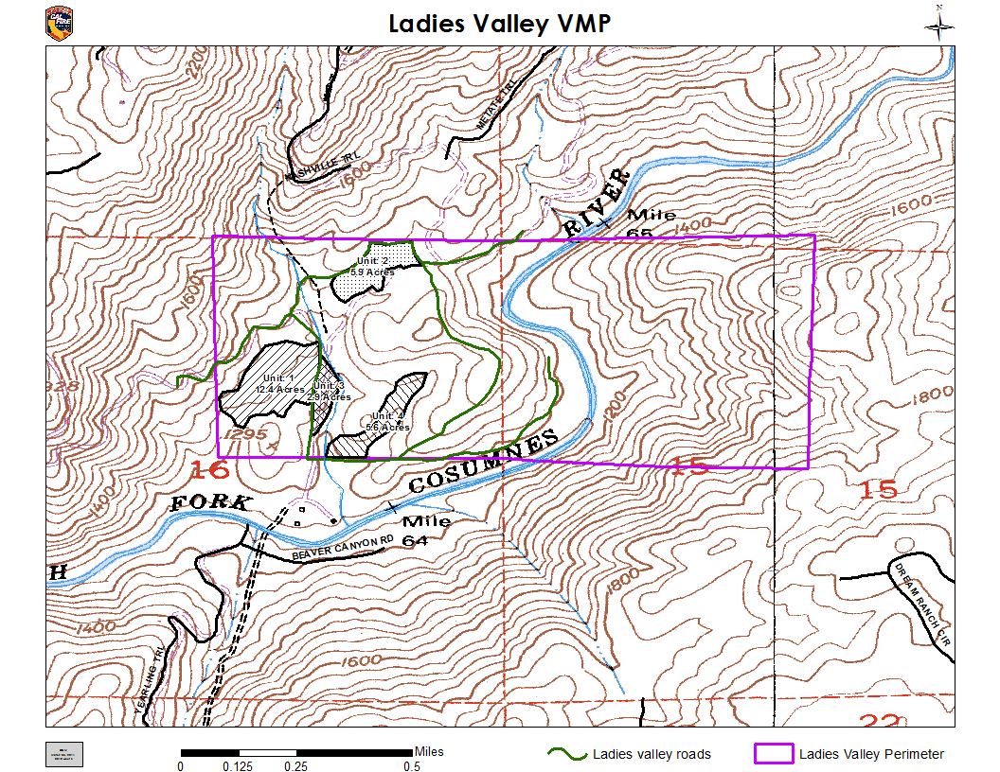 Ladies Valley VMP
N
CAL FIRE
2200
METATE TRL
NASHVILLE TRL
1600
RIVER
Mile
65
1400
1600
1600
Unit: 2
5.9 Acres
Unit: 1
12.4 Acres
Unit: 3
2.9 Acres
Unit: 4
5.6 Acres
928
1200
1800
1295
16
15
15
1400
COSUMNES
FORK
Mile
64
BEAVER CANYON RD
H
1800
DREAM RANCH CIR
1400
YEARLING TRL
1600
22
Miles
0 0.125 0.25 0.5
Ladies valley roads
Ladies Valley Perimeter